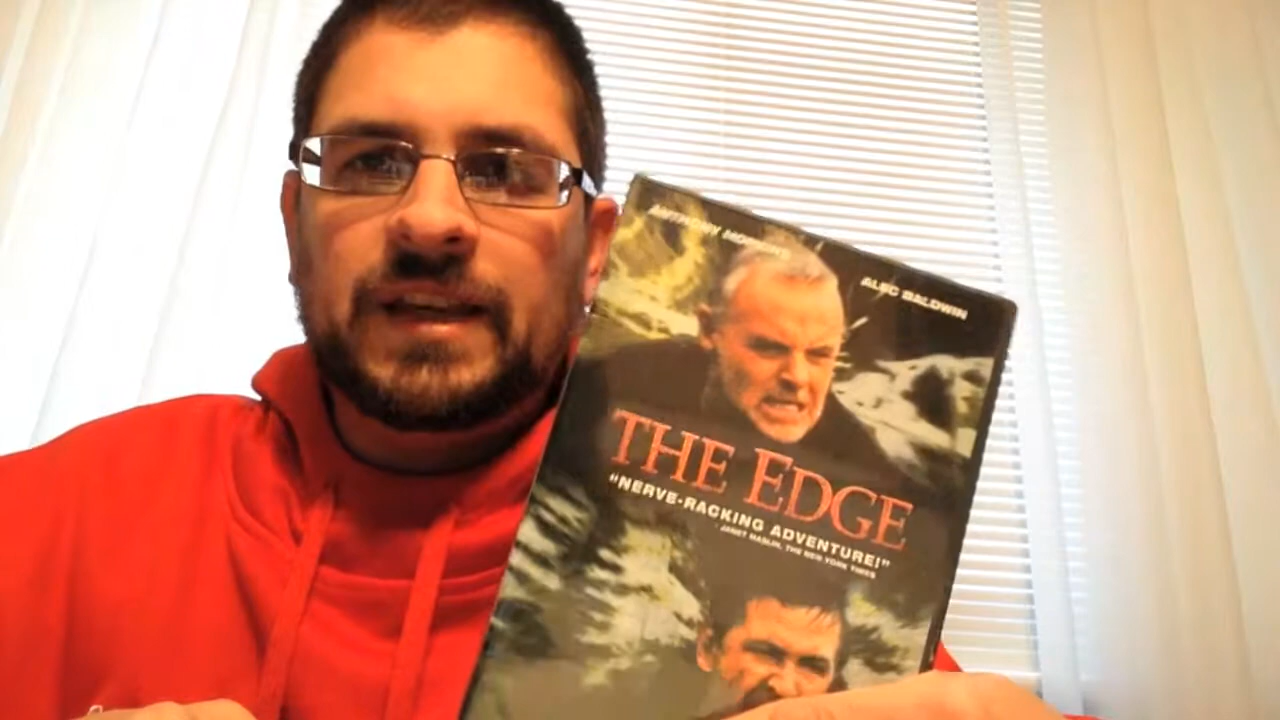 ANTHONY HOPKINS
ALEC BALDWIN
THE EDGE
"NERVE-RACKING ADVENTURE!"
- JANET MASLIN, THE NEW YORK TIMES